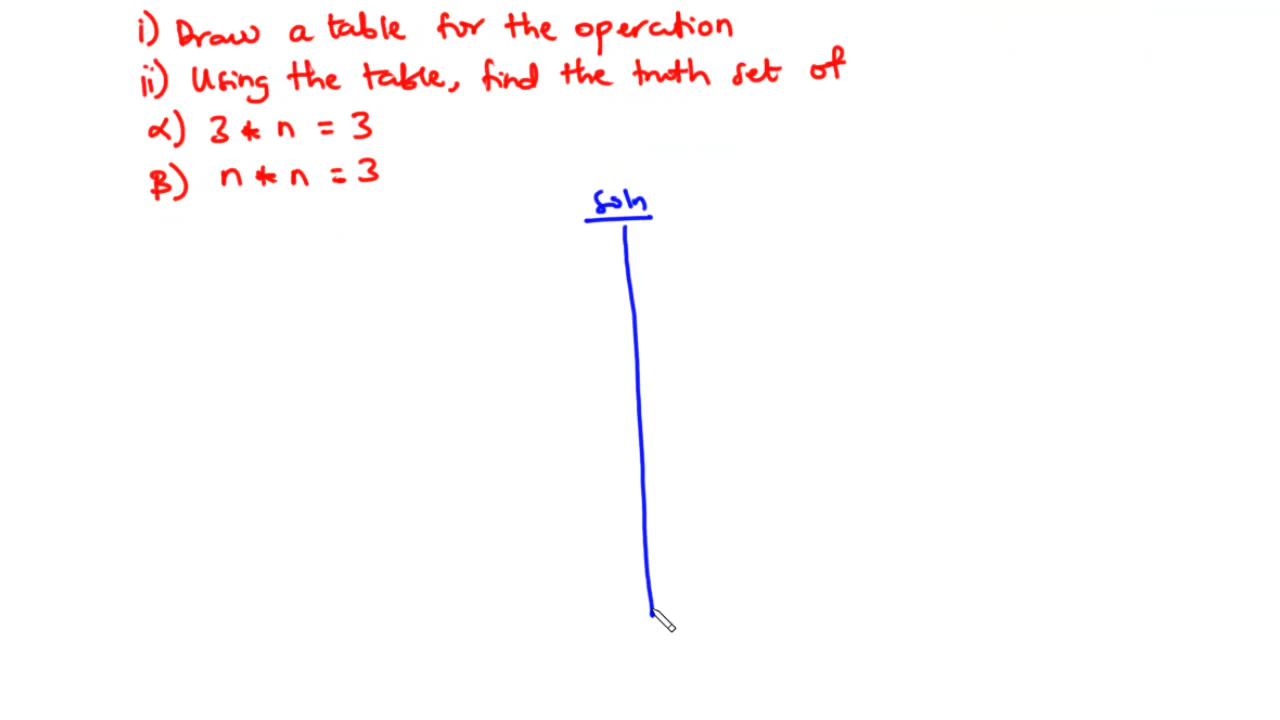 i) Draw a table for the operation
ii) Using the table, find the truth set of
α) 3 * n = 3
β) n * n = 3
Soln